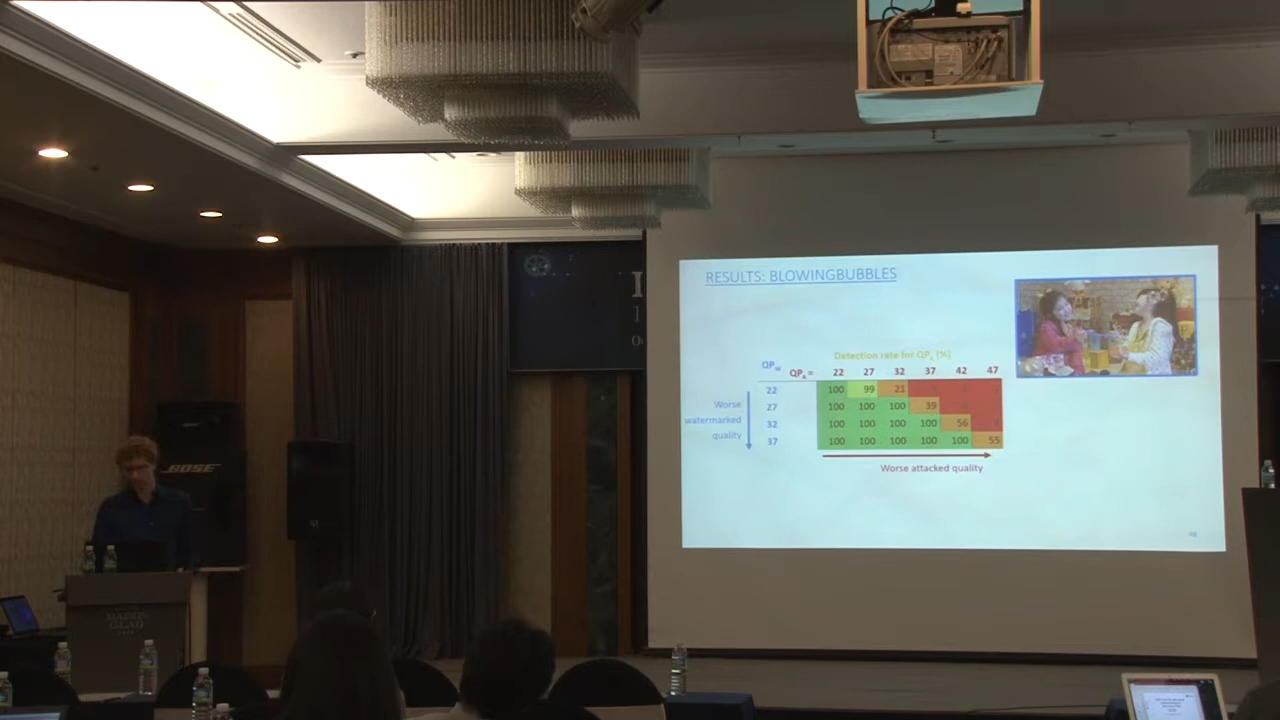 RESULTS: BLOWINGBUBBLES
Detection rate for QPA (%)
QPW QPA = 22 27 32 37 42 47
22 100 99 21
27 100 100 100 39
32 100 100 100 100 56
37 100 100 100 100 100 55
Worse
watermarked
quality
Worse attacked quality
BOSE
MAISON
GLAD